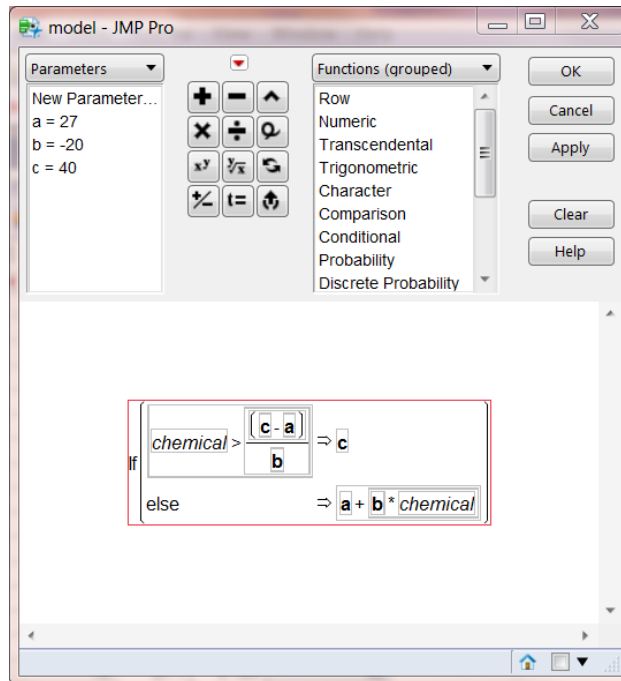 model - JMP Pro
Parameters
New Parameter...
a = 27
b = -20
c = 40
xʸ
ʸ√x
+/-
t=
Functions (grouped)
Row
Numeric
Transcendental
Trigonometric
Character
Comparison
Conditional
Probability
Discrete Probability
OK
Cancel
Apply
Clear
Help
If
chemical > (c - a) / b ⇒ c
else ⇒ a + b * chemical